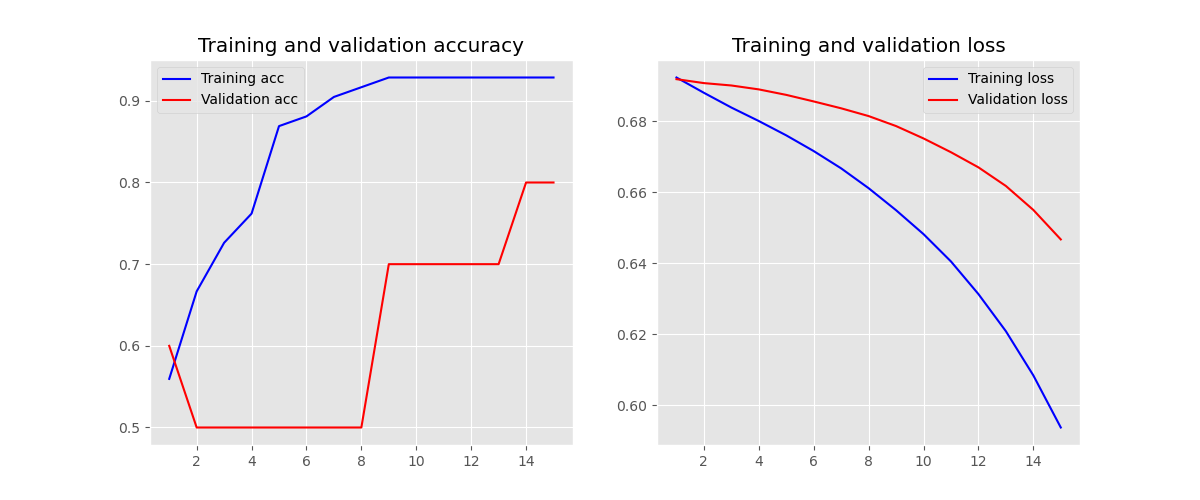 Training and validation accuracy
Training acc
Validation acc
0.9
0.8
0.7
0.6
0.5
2 4 6 8 10 12 14
Training and validation loss
Training loss
Validation loss
0.68
0.66
0.64
0.62
0.60
2 4 6 8 10 12 14